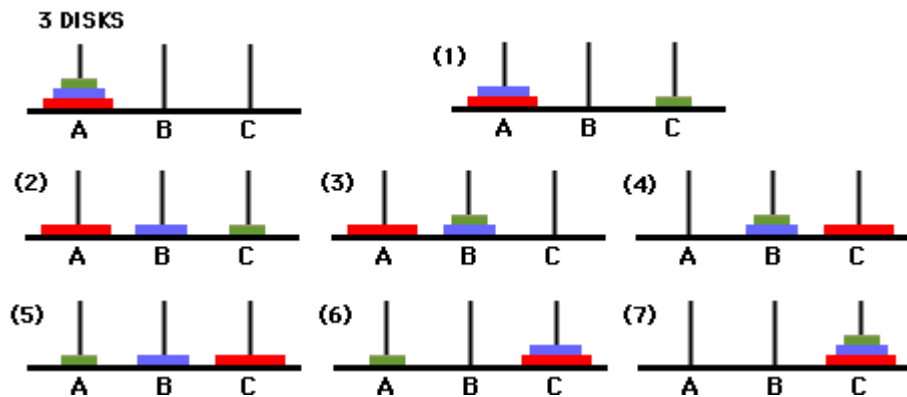 3 DISKS
A B C
(1)
A B C
(2)
A B C
(3)
A B C
(4)
A B C
(5)
A B C
(6)
A B C
(7)
A B C